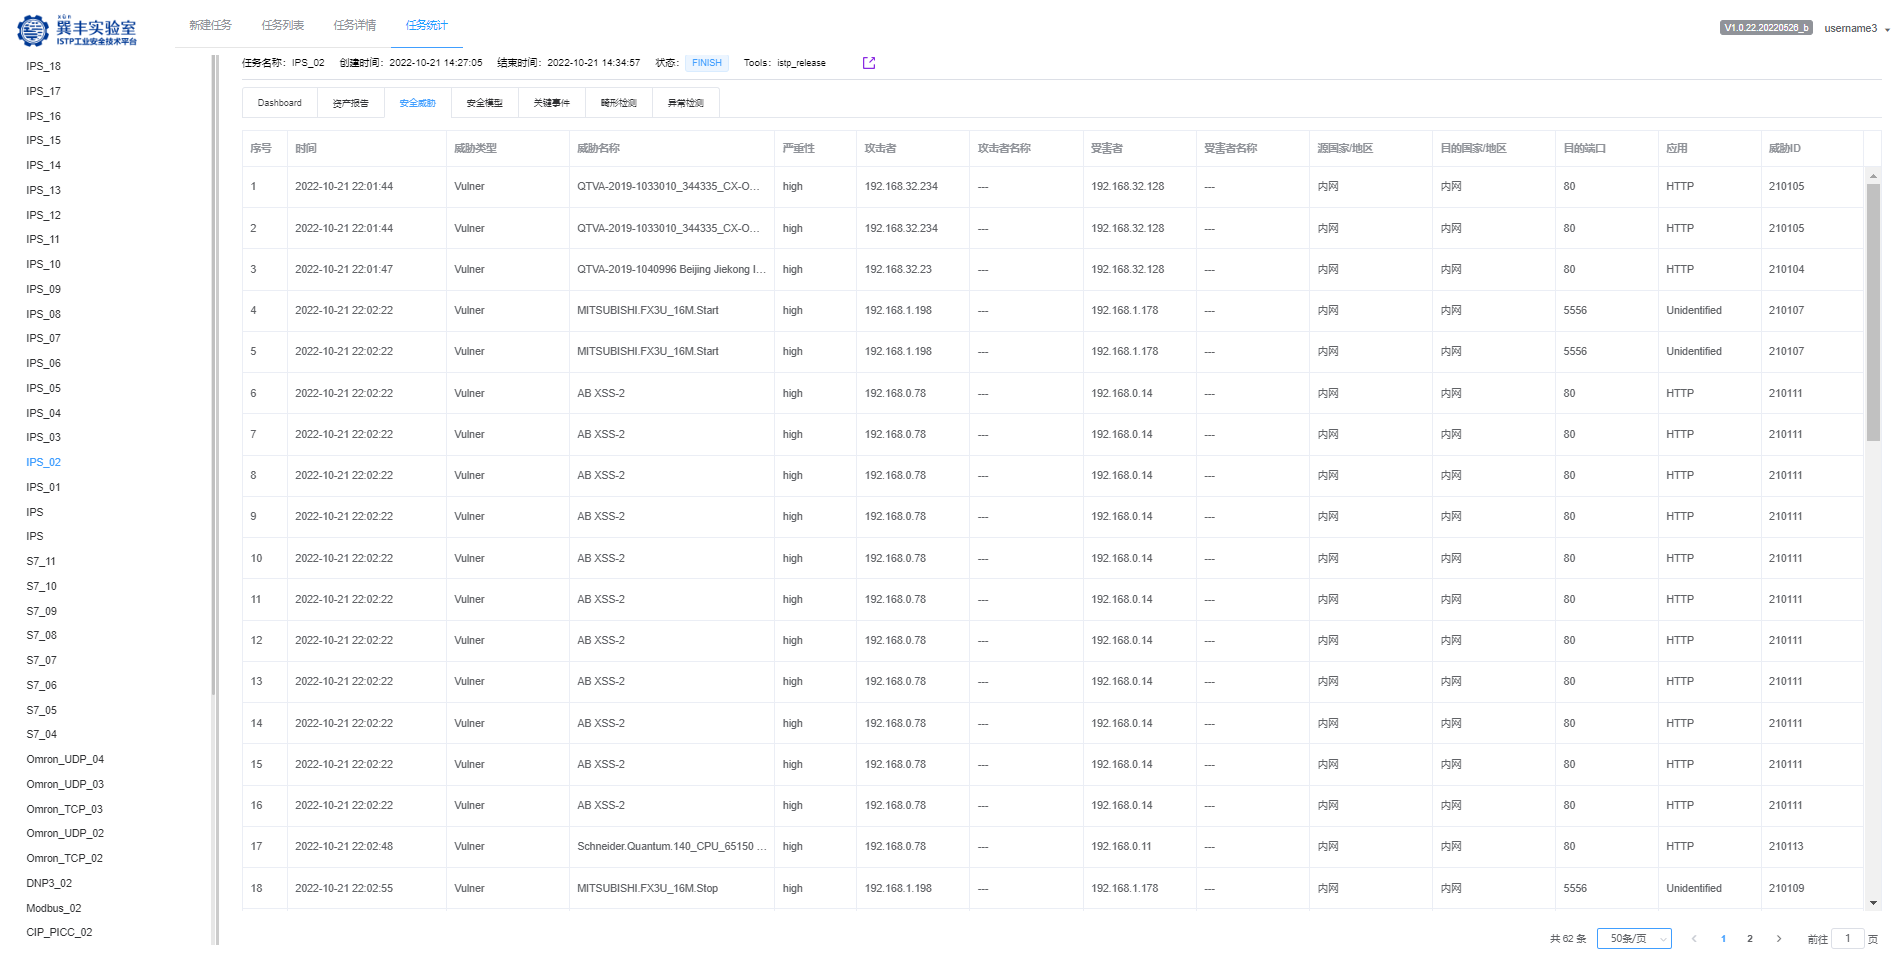 巽丰实验室
ISTP工业安全技术平台
新建任务 任务列表 任务详情 任务统计
V1.0.22.20220526_b username3
IPS_18
IPS_17
IPS_16
IPS_15
IPS_14
IPS_13
IPS_12
IPS_11
IPS_10
IPS_09
IPS_08
IPS_07
IPS_06
IPS_05
IPS_04
IPS_03
IPS_02
IPS_01
IPS
IPS
S7_11
S7_10
S7_09
S7_08
S7_07
S7_06
S7_05
S7_04
Omron_UDP_04
Omron_UDP_03
Omron_TCP_03
Omron_UDP_02
Omron_TCP_02
DNP3_02
Modbus_02
CIP_PICC_02
任务名称: IPS_02 创建时间: 2022-10-21 14:27:05 结束时间: 2022-10-21 14:34:57 状态: FINISH Tools: istp_release
Dashboard 资产报告 安全威胁 安全模型 关键事件 畸形检测 异常检测
序号 时间 威胁类型 威胁名称 严重性 攻击者 攻击者名称 受害者 受害者名称 源国家/地区 目的国家/地区 目的端口 应用 威胁ID
1 2022-10-21 22:01:44 Vulner QTVA-2019-1033010_344335_CX-O... high 192.168.32.234 --- 192.168.32.128 --- 内网 内网 80 HTTP 210105
2 2022-10-21 22:01:44 Vulner QTVA-2019-1033010_344335_CX-O... high 192.168.32.234 --- 192.168.32.128 --- 内网 内网 80 HTTP 210105
3 2022-10-21 22:01:47 Vulner QTVA-2019-1040996 Beijing Jiekong I... high 192.168.32.23 --- 192.168.32.128 --- 内网 内网 80 HTTP 210104
4 2022-10-21 22:02:22 Vulner MITSUBISHI.FX3U_16M.Start high 192.168.1.198 --- 192.168.1.178 --- 内网 内网 5556 Unidentified 210107
5 2022-10-21 22:02:22 Vulner MITSUBISHI.FX3U_16M.Start high 192.168.1.198 --- 192.168.1.178 --- 内网 内网 5556 Unidentified 210107
6 2022-10-21 22:02:22 Vulner AB XSS-2 high 192.168.0.78 --- 192.168.0.14 --- 内网 内网 80 HTTP 210111
7 2022-10-21 22:02:22 Vulner AB XSS-2 high 192.168.0.78 --- 192.168.0.14 --- 内网 内网 80 HTTP 210111
8 2022-10-21 22:02:22 Vulner AB XSS-2 high 192.168.0.78 --- 192.168.0.14 --- 内网 内网 80 HTTP 210111
9 2022-10-21 22:02:22 Vulner AB XSS-2 high 192.168.0.78 --- 192.168.0.14 --- 内网 内网 80 HTTP 210111
10 2022-10-21 22:02:22 Vulner AB XSS-2 high 192.168.0.78 --- 192.168.0.14 --- 内网 内网 80 HTTP 210111
11 2022-10-21 22:02:22 Vulner AB XSS-2 high 192.168.0.78 --- 192.168.0.14 --- 内网 内网 80 HTTP 210111
12 2022-10-21 22:02:22 Vulner AB XSS-2 high 192.168.0.78 --- 192.168.0.14 --- 内网 内网 80 HTTP 210111
13 2022-10-21 22:02:22 Vulner AB XSS-2 high 192.168.0.78 --- 192.168.0.14 --- 内网 内网 80 HTTP 210111
14 2022-10-21 22:02:22 Vulner AB XSS-2 high 192.168.0.78 --- 192.168.0.14 --- 内网 内网 80 HTTP 210111
15 2022-10-21 22:02:22 Vulner AB XSS-2 high 192.168.0.78 --- 192.168.0.14 --- 内网 内网 80 HTTP 210111
16 2022-10-21 22:02:22 Vulner AB XSS-2 high 192.168.0.78 --- 192.168.0.14 --- 内网 内网 80 HTTP 210111
17 2022-10-21 22:02:48 Vulner Schneider.Quantum.140_CPU_65150 ... high 192.168.0.78 --- 192.168.0.11 --- 内网 内网 80 HTTP 210113
18 2022-10-21 22:02:55 Vulner MITSUBISHI.FX3U_16M.Stop high 192.168.1.198 --- 192.168.1.178 --- 内网 内网 5556 Unidentified 210109
共 62 条 50条/页 1 2 前往 1 页